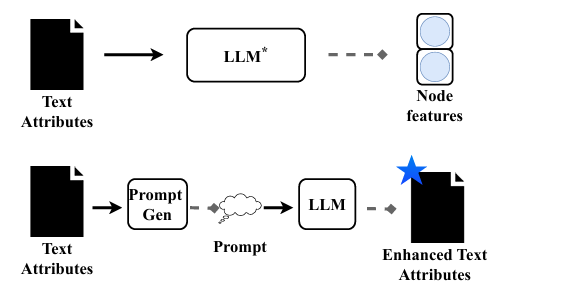 LLM*
Text
Attributes
Node
features
Prompt
Gen
LLM
Text
Attributes
Prompt
Enhanced Text
Attributes